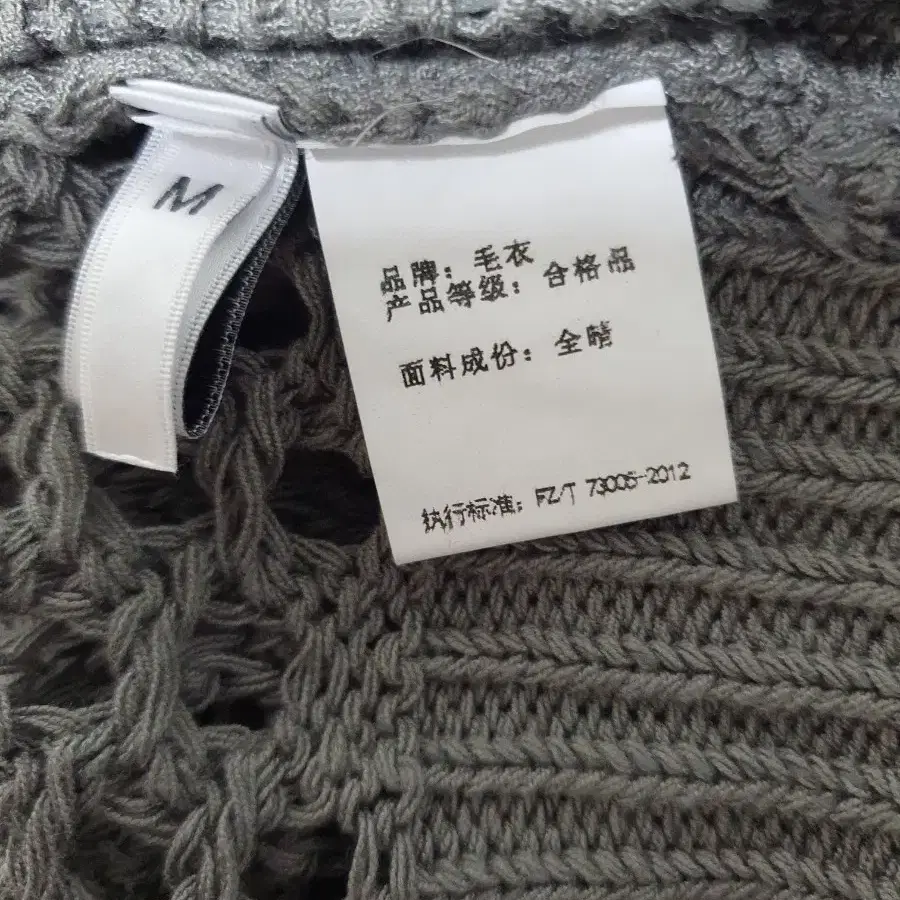 M
品牌：毛衣
产品等级：合格品
面料成份：全晴
执行标准：FZ/T 73005-2012